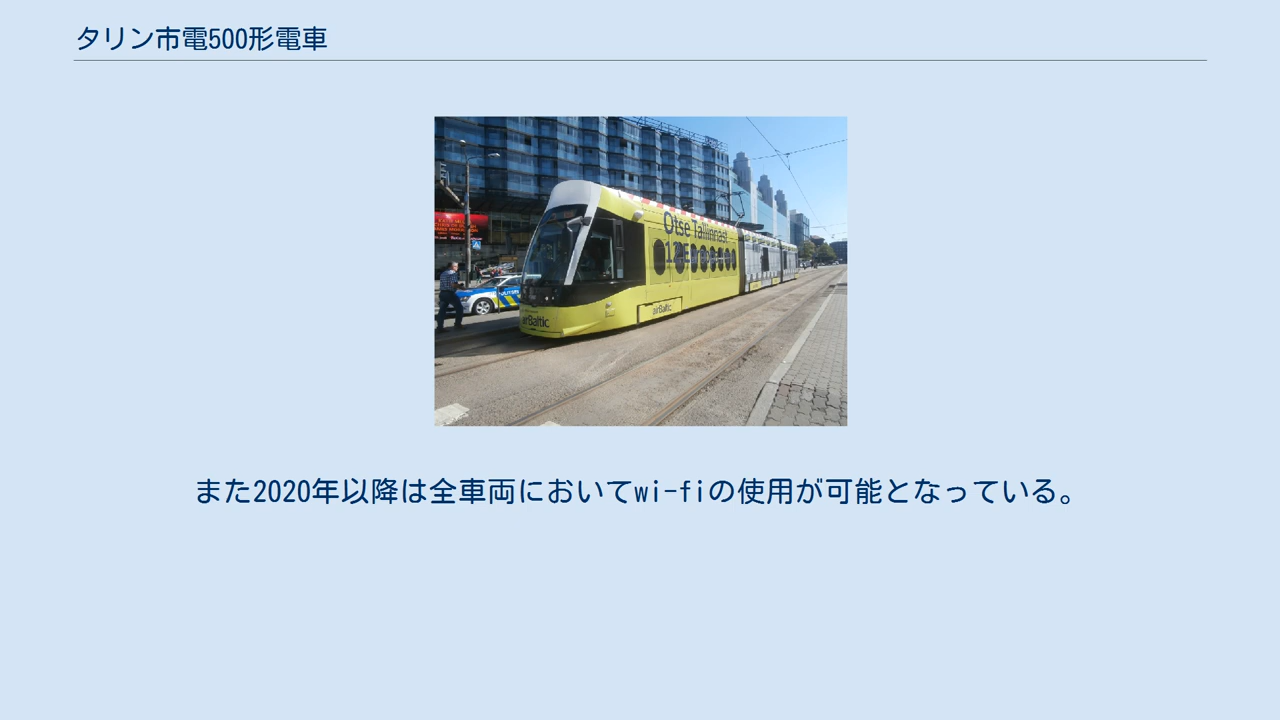 タリン市電500形電車
Otse Tallinnast
airBaltic
airBaltic
また2020年以降は全車両においてwi-fiの使用が可能となっている。